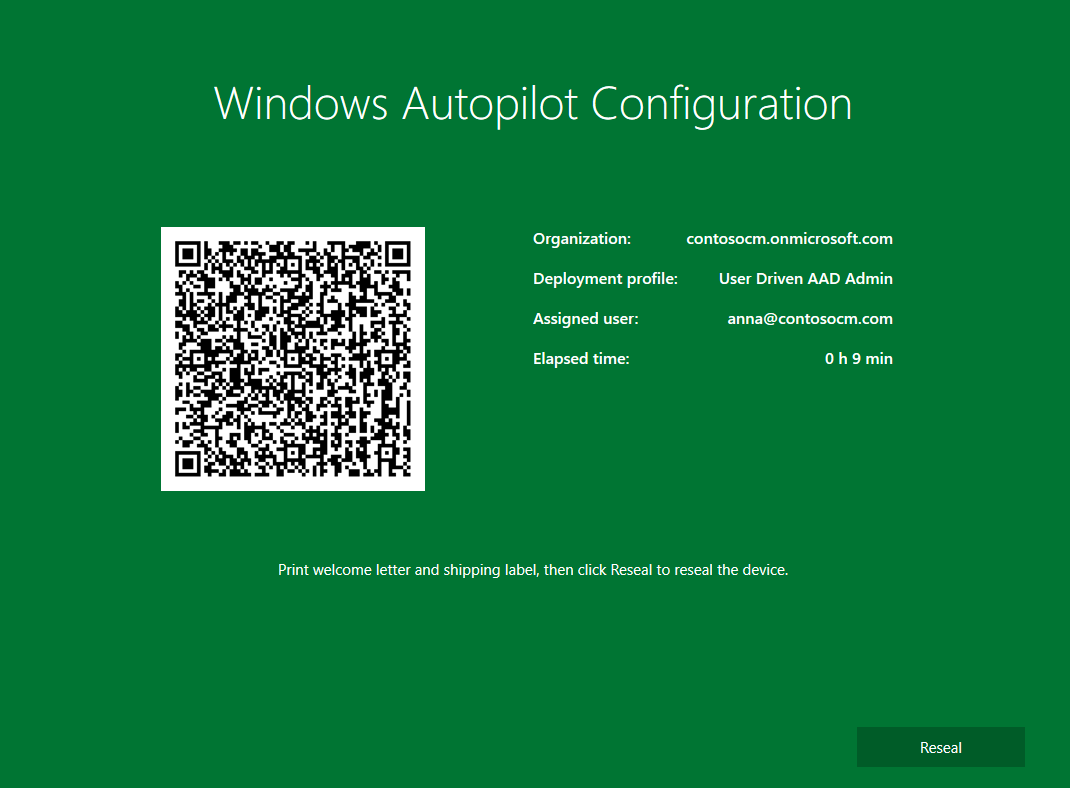 Windows Autopilot Configuration
Organization: contosocm.onmicrosoft.com
Deployment profile: User Driven AAD Admin
Assigned user: anna@contosocm.com
Elapsed time: 0 h 9 min
Print welcome letter and shipping label, then click Reseal to reseal the device.
Reseal